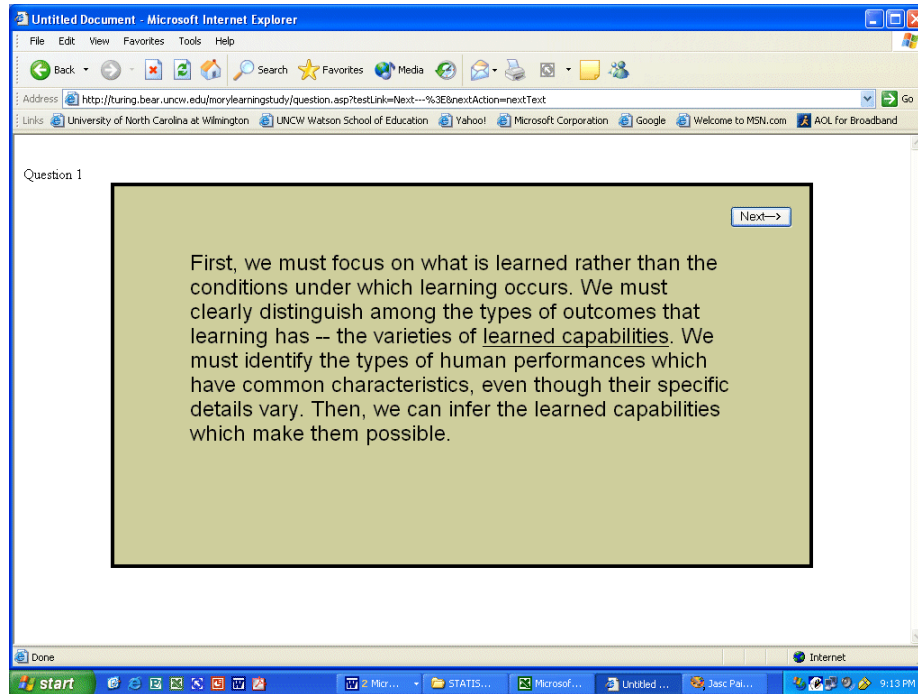 Untitled Document - Microsoft Internet Explorer
File Edit View Favorites Tools Help
Back Search Favorites Media
Address http://turing.bear.uncw.edu/morylearningstudy/question.asp?testLink=Next---%3E&nextAction=nextText Go
Links University of North Carolina at Wilmington UNCW Watson School of Education Yahoo! Microsoft Corporation Google Welcome to MSN.com AOL for Broadband
Question 1
Next-->
First, we must focus on what is learned rather than the
conditions under which learning occurs. We must
clearly distinguish among the types of outcomes that
learning has -- the varieties of learned capabilities. We
must identify the types of human performances which
have common characteristics, even though their specific
details vary. Then, we can infer the learned capabilities
which make them possible.
Done Internet
start 2 Micr... STATIS... Microsof... Untitled ... Jasc Pai... 9:13 PM